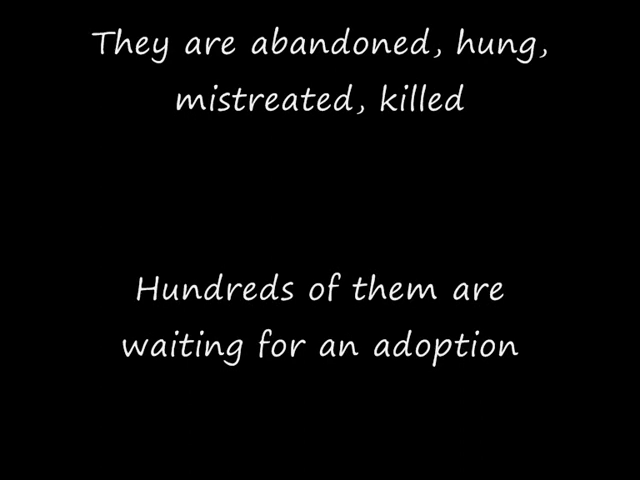 They are abandoned, hung,
mistreated, killed
Hundreds of them are
waiting for an adoption